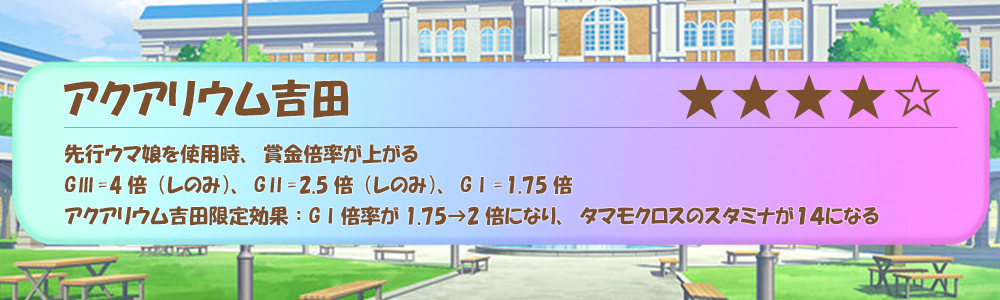 アクアリウム吉田 ★★★★☆
先行ウマ娘を使用時、賞金倍率が上がる
GⅢ=4倍(しのみ)、GⅡ=2.5倍(しのみ)、GⅠ=1.75倍
アクアリウム吉田限定効果:GⅠ倍率が1.75→2倍になり、タマモクロスのスタミナが14になる